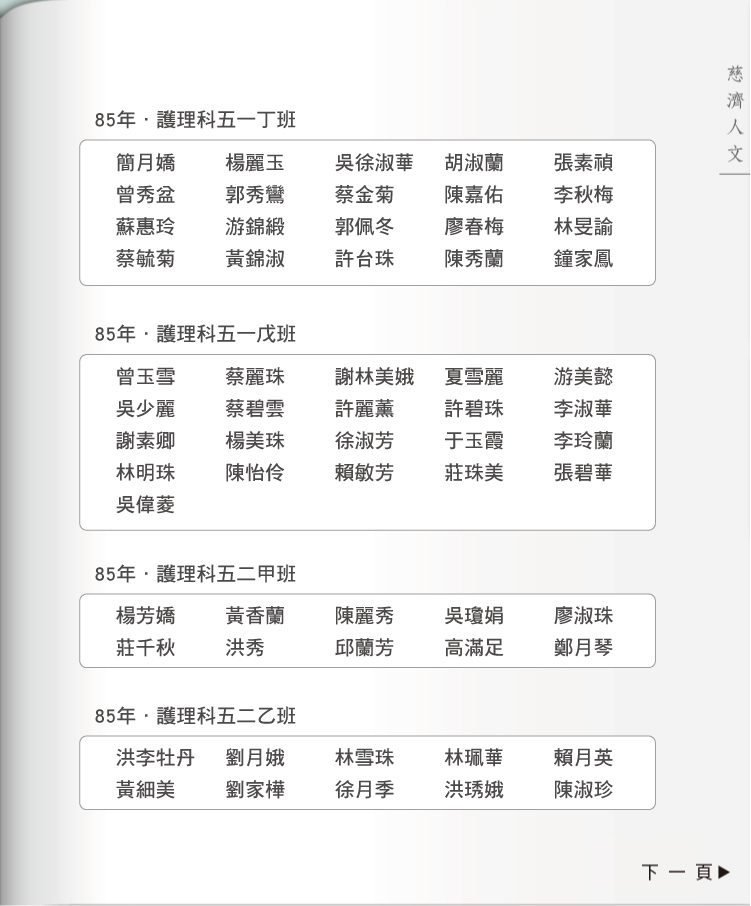 慈濟人文
85年．護理科五一丁班
簡月嬌 楊麗玉 吳徐淑華 胡淑蘭 張素禎
曾秀盆 郭秀鸞 蔡金菊 陳嘉佑 李秋梅
蘇惠玲 游錦緞 郭佩冬 廖春梅 林旻諭
蔡毓菊 黃錦淑 許台珠 陳秀蘭 鐘家鳳
85年．護理科五一戊班
曾玉雪 蔡麗珠 謝林美娥 夏雪麗 游美懿
吳少麗 蔡碧雲 許麗薰 許碧珠 李淑華
謝素卿 楊美珠 徐淑芳 于玉霞 李玲蘭
林明珠 陳怡伶 賴敏芳 莊珠美 張碧華
吳偉菱
85年．護理科五二甲班
楊芳嬌 黃香蘭 陳麗秀 吳瓊娟 廖淑珠
莊千秋 洪秀 邱蘭芳 高滿足 鄭月琴
85年．護理科五二乙班
洪李牡丹 劉月娥 林雪珠 林珮華 賴月英
黃細美 劉家樺 徐月季 洪琇娥 陳淑珍
下一頁▶